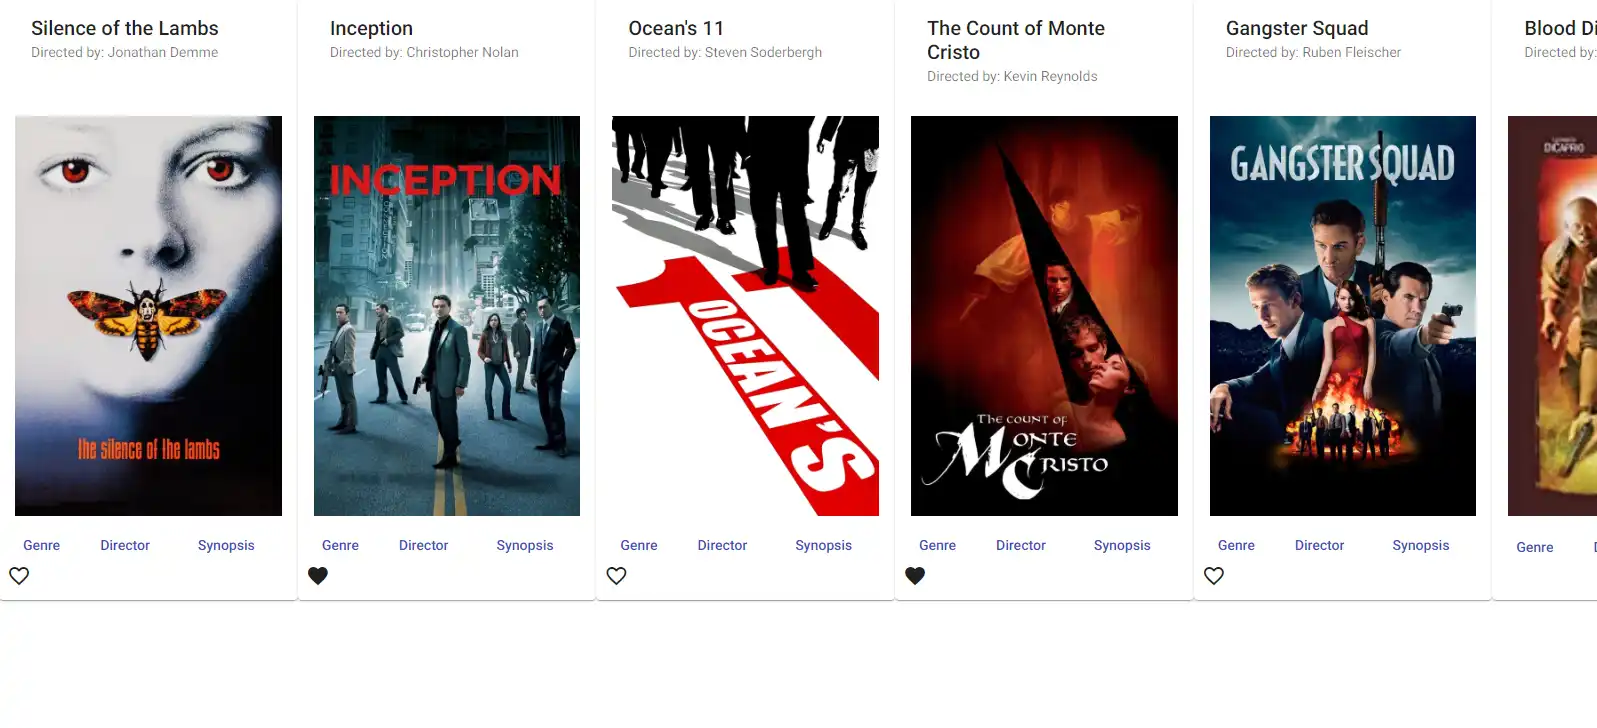 Silence of the Lambs
Directed by: Jonathan Demme
the silence of the lambs
Genre Director Synopsis
Inception
Directed by: Christopher Nolan
INCEPTION
Genre Director Synopsis
Ocean's 11
Directed by: Steven Soderbergh
11
OCEAN'S
Genre Director Synopsis
The Count of Monte
Cristo
Directed by: Kevin Reynolds
THE COUNT OF
MONTE
CRISTO
Genre Director Synopsis
Gangster Squad
Directed by: Ruben Fleischer
GANGSTER SQUAD
Genre Director Synopsis
Blood Di
Directed by:
DICAPRIO
Genre